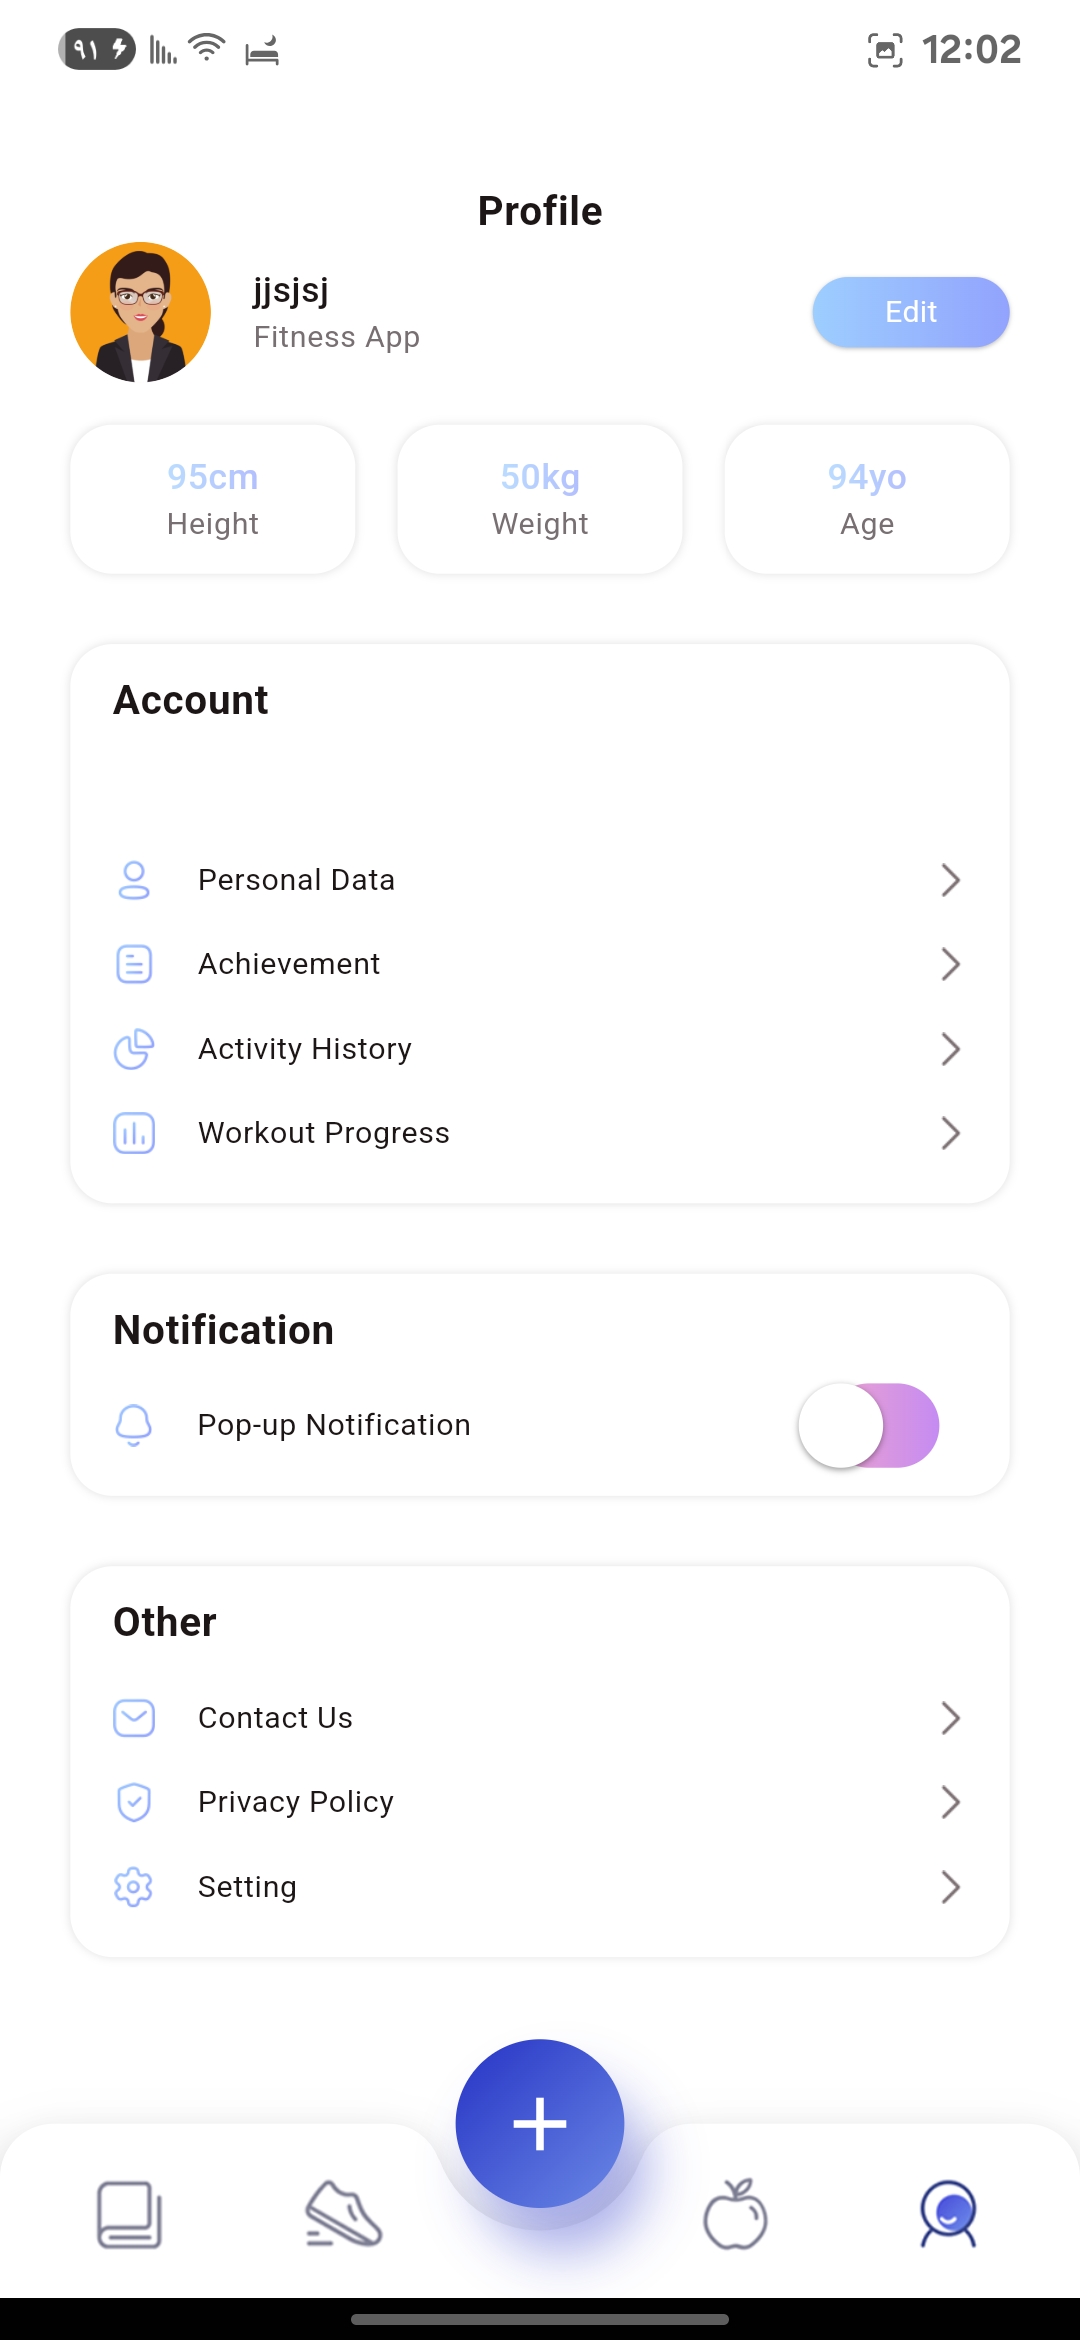 ٩١
12:02
Profile
jjsjsj
Fitness App
Edit
95cm
Height
50kg
Weight
94yo
Age
Account
Personal Data
Achievement
Activity History
Workout Progress
Notification
Pop-up Notification
Other
Contact Us
Privacy Policy
Setting